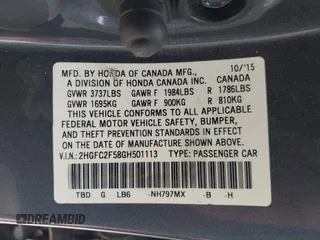 MFD. BY HONDA OF CANADA MFG., 10/'15
A DIVISION OF HONDA CANADA INC. CANADA
GVWR 3737LBS GAWR F 1984LBS R 1786LBS
GVWR 1695KG GAWR F 900KG R 810KG
THIS VEHICLE CONFORMS TO ALL APPLICABLE
FEDERAL MOTOR VEHICLE SAFETY, BUMPER,
AND THEFT PREVENTION STANDARDS IN EFFECT
ON THE DATE OF MANUFACTURE SHOWN ABOVE.
V.I.N: 2HGFC2F58GH501113 TYPE: PASSENGER CAR
TBD G LB6 -NH797MX -B -H
DREAMBID